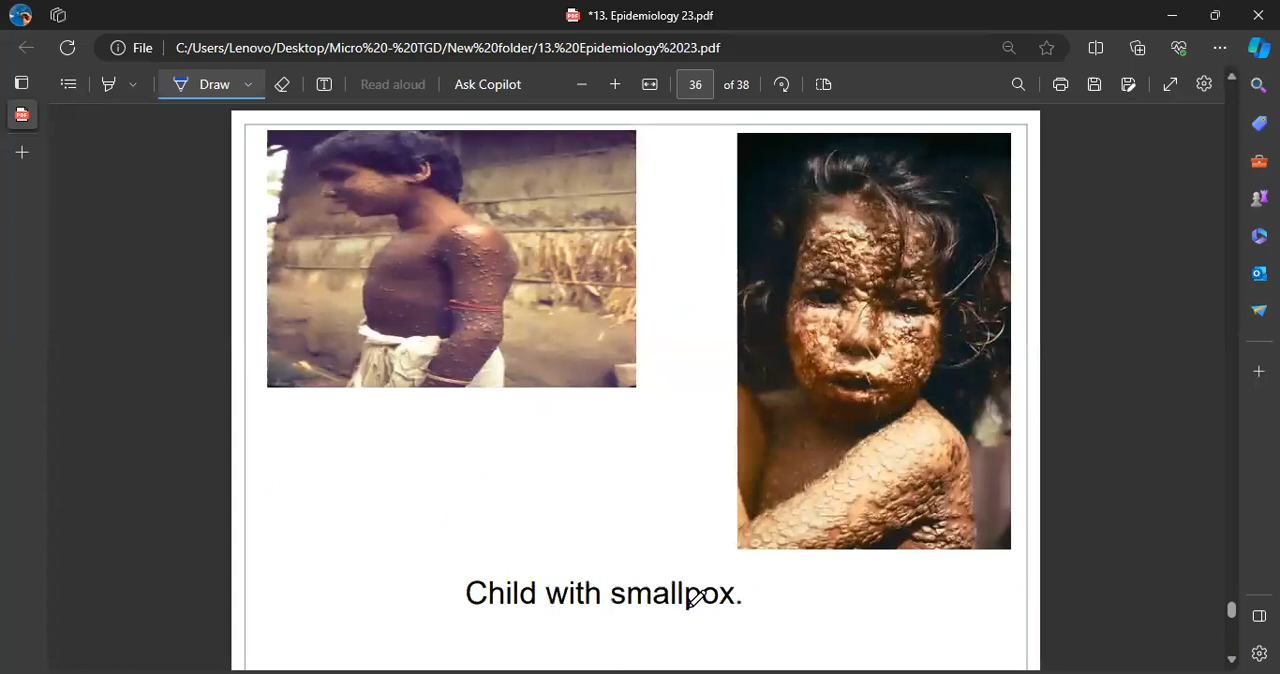 *13. Epidemiology 23.pdf
File
C:/Users/Lenovo/Desktop/Micro%20-%20TGD/New%20folder/13.%20Epidemiology%2023.pdf
Draw
Read aloud
Ask Copilot
36 of 38
Child with smallpox.